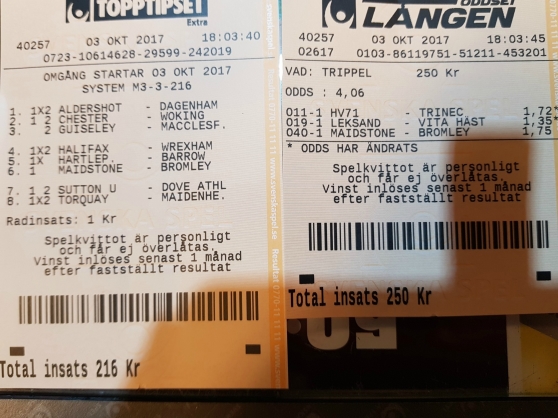 TOPPTIPSET
Extra
40257 03 OKT 2017 18:03:40
0723-10614628-29599-242019
OMGÅNG STARTAR 03 OKT 2017
SYSTEM M3-3-216
1. 1X2 ALDERSHOT - DAGENHAM
2. 1 2 CHESTER - WOKING
3. 2 GUISELEY - MACCLESF.
4. 1X2 HALIFAX - WREXHAM
5. 1X HARTLEP. - BARROW
6. 1 MAIDSTONE - BROMLEY
7. 1 2 SUTTON U - DOVE ATHL
8. 1X2 TORQUAY - MAIDENHE.
Radinsats: 1 Kr
Spelkvittot är personligt
och får ej överlåtas.
Vinst inlöses senast 1 månad
efter fastställt resultat
Total insats 216 Kr
ODDSET
LÅNGEN
40257 03 OKT 2017 18:03:45
02617 0103-86119751-51211-453201
VAD: TRIPPEL 250 Kr
ODDS : 4,06
011-1 HV71 - TRINEC 1,72
019-1 LEKSAND - VITA HÄST 1,35*
040-1 MAIDSTONE - BROMLEY 1,75
* ODDS HAR ÄNDRATS
Spelkvittot är personligt
och får ej överlåtas.
Vinst inlöses senast 1 månad
efter fastställt resultat
Total insats 250 Kr